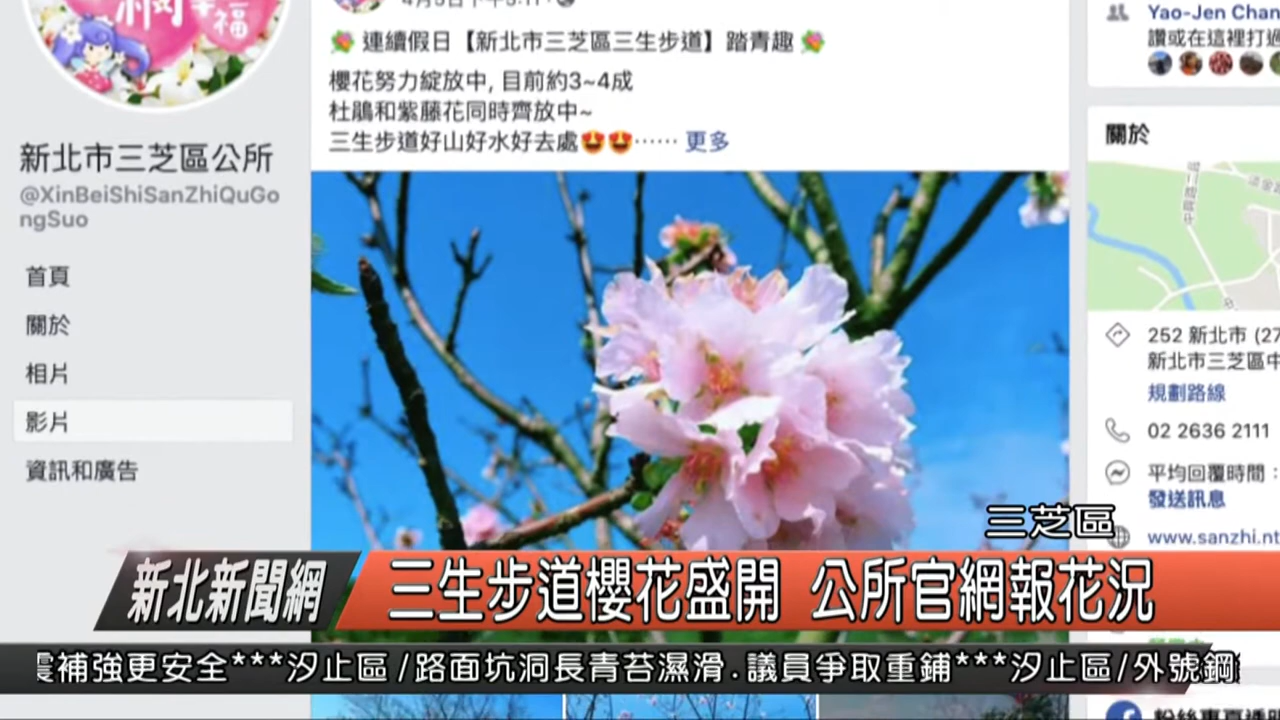 福
4月5日下午3:11
連續假日【新北市三芝區三生步道】踏青趣
櫻花努力綻放中, 目前約3~4成
杜鵑和紫藤花同時齊放中~
三生步道好山好水好去處 ⋯⋯ 更多
新北市三芝區公所
@XinBeiShiSanZhiQuGo
ngSuo
首頁
關於
相片
影片
資訊和廣告
Yao-Jen Chan
讚或在這裡打過
關於
252 新北市 (27
新北市三芝區中
規劃路線
02 2636 2111
平均回覆時間：
發送訊息
www.sanzhi.nt
三芝區
新北新聞網
三生步道櫻花盛開 公所官網報花況
補強更安全***汐止區/路面坑洞長青苔濕滑.議員爭取重鋪***汐止區/外號鋼